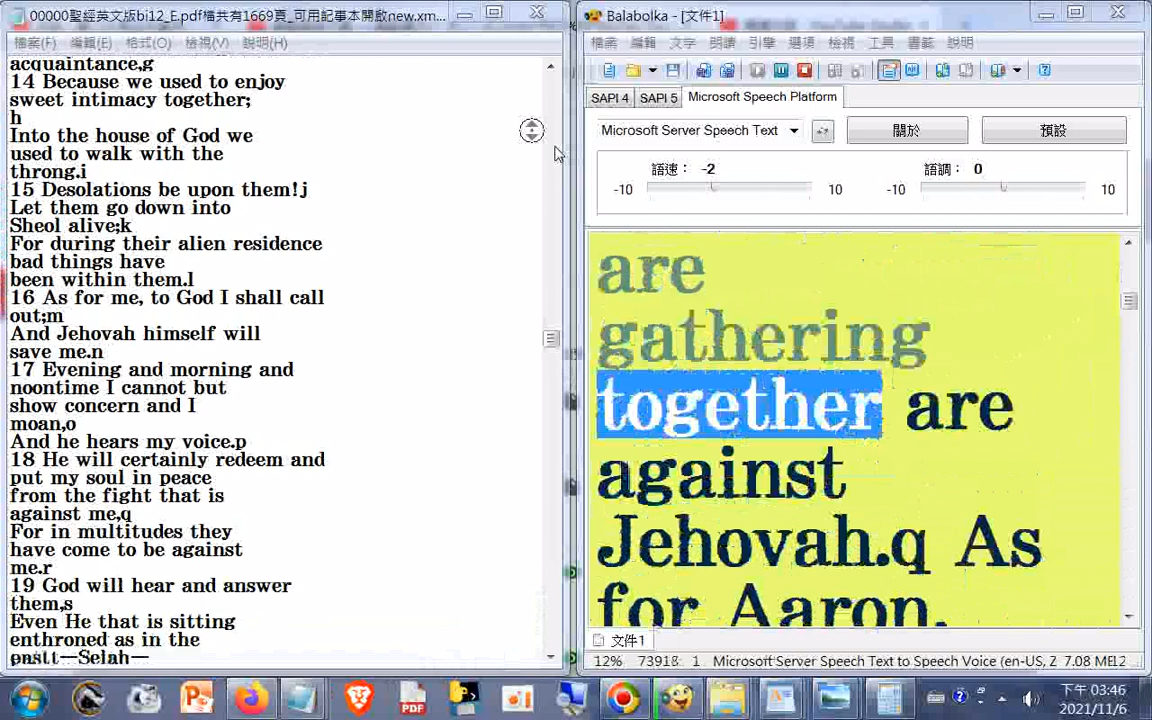 00000聖經英文版bi12_E.pdf檔共有1669頁_可用記事本開啟new.xm...
檔案(F) 編輯(E) 格式(O) 檢視(V) 說明(H)
acquaintance,g
14 Because we used to enjoy
sweet intimacy together;
h
Into the house of God we
used to walk with the
throng.i
15 Desolations be upon them!j
Let them go down into
Sheol alive;k
For during their alien residence
bad things have
been within them.l
16 As for me, to God I shall call
out;m
And Jehovah himself will
save me.n
17 Evening and morning and
noontime I cannot but
show concern and I
moan,o
And he hears my voice.p
18 He will certainly redeem and
put my soul in peace
from the fight that is
against me,q
For in multitudes they
have come to be against
me.r
19 God will hear and answer
them,s
Even He that is sitting
enthroned as in the
pastt—Selah—
Balabolka - [文件1]
檔案 編輯 文字 朗讀 引擎 選項 檢視 工具 書籤 說明
SAPI 4 SAPI 5 Microsoft Speech Platform
Microsoft Server Speech Text 關於 預設
語速： -2 語調： 0
-10 10 -10 10
are
gathering
together are
against
Jehovah.q As
for Aaron,
文件1
12% 73918: 1 Microsoft Server Speech Text to Speech Voice (en-US, Z 7.08 ME12
下午 03:46
2021/11/6